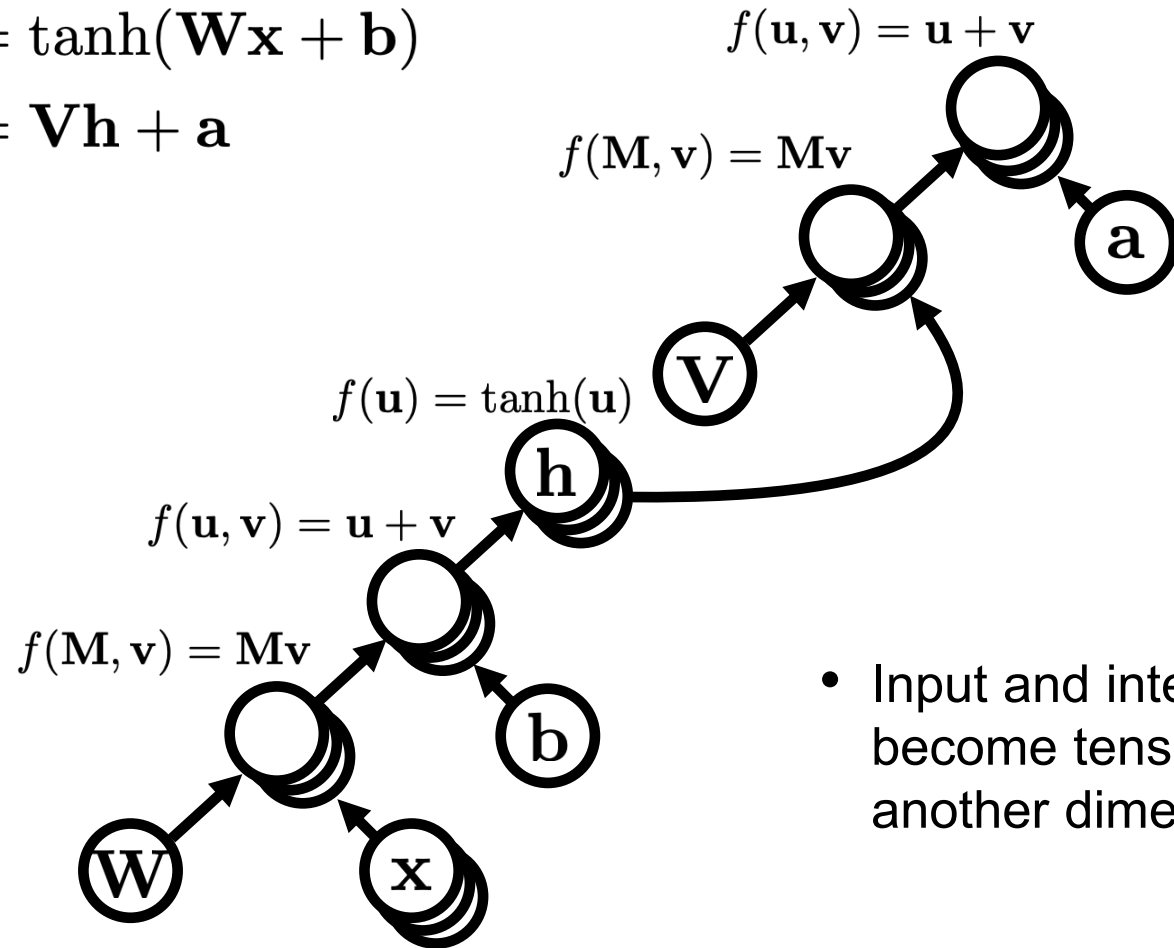 = tanh(Wx + b)
f(u, v) = u + v
= Vh + a
f(M, v) = Mv
a
V
f(u) = tanh(u)
h
f(u, v) = u + v
f(M, v) = Mv
b
W
x
• Input and inte
become tens
another dime